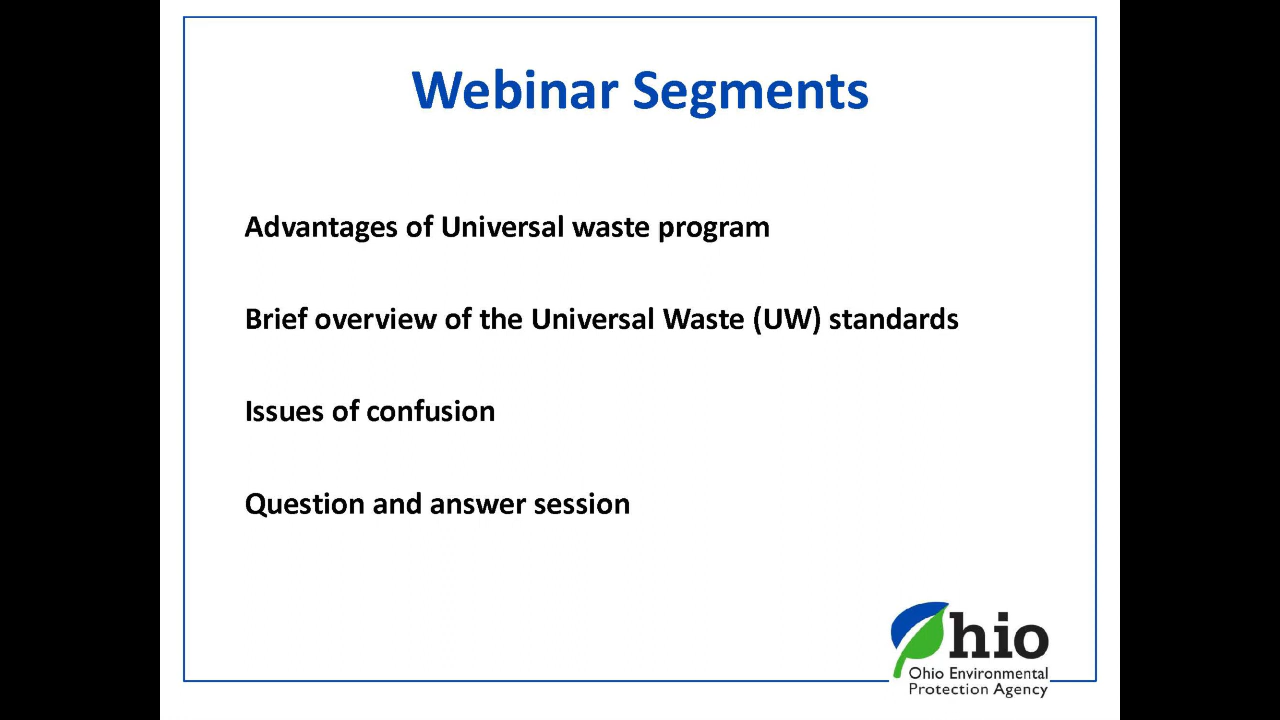 Webinar Segments
Advantages of Universal waste program
Brief overview of the Universal Waste (UW) standards
Issues of confusion
Question and answer session
Ohio
Ohio Environmental
Protection Agency